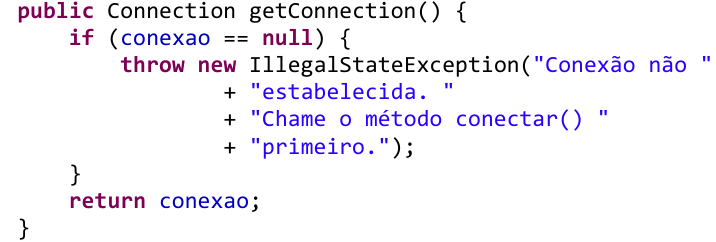 public Connection getConnection() {
    if (conexao == null) {
        throw new IllegalStateException("Conexão não "
                + "estabelecida. "
                + "Chame o método conectar() "
                + "primeiro.");
    }
    return conexao;
}